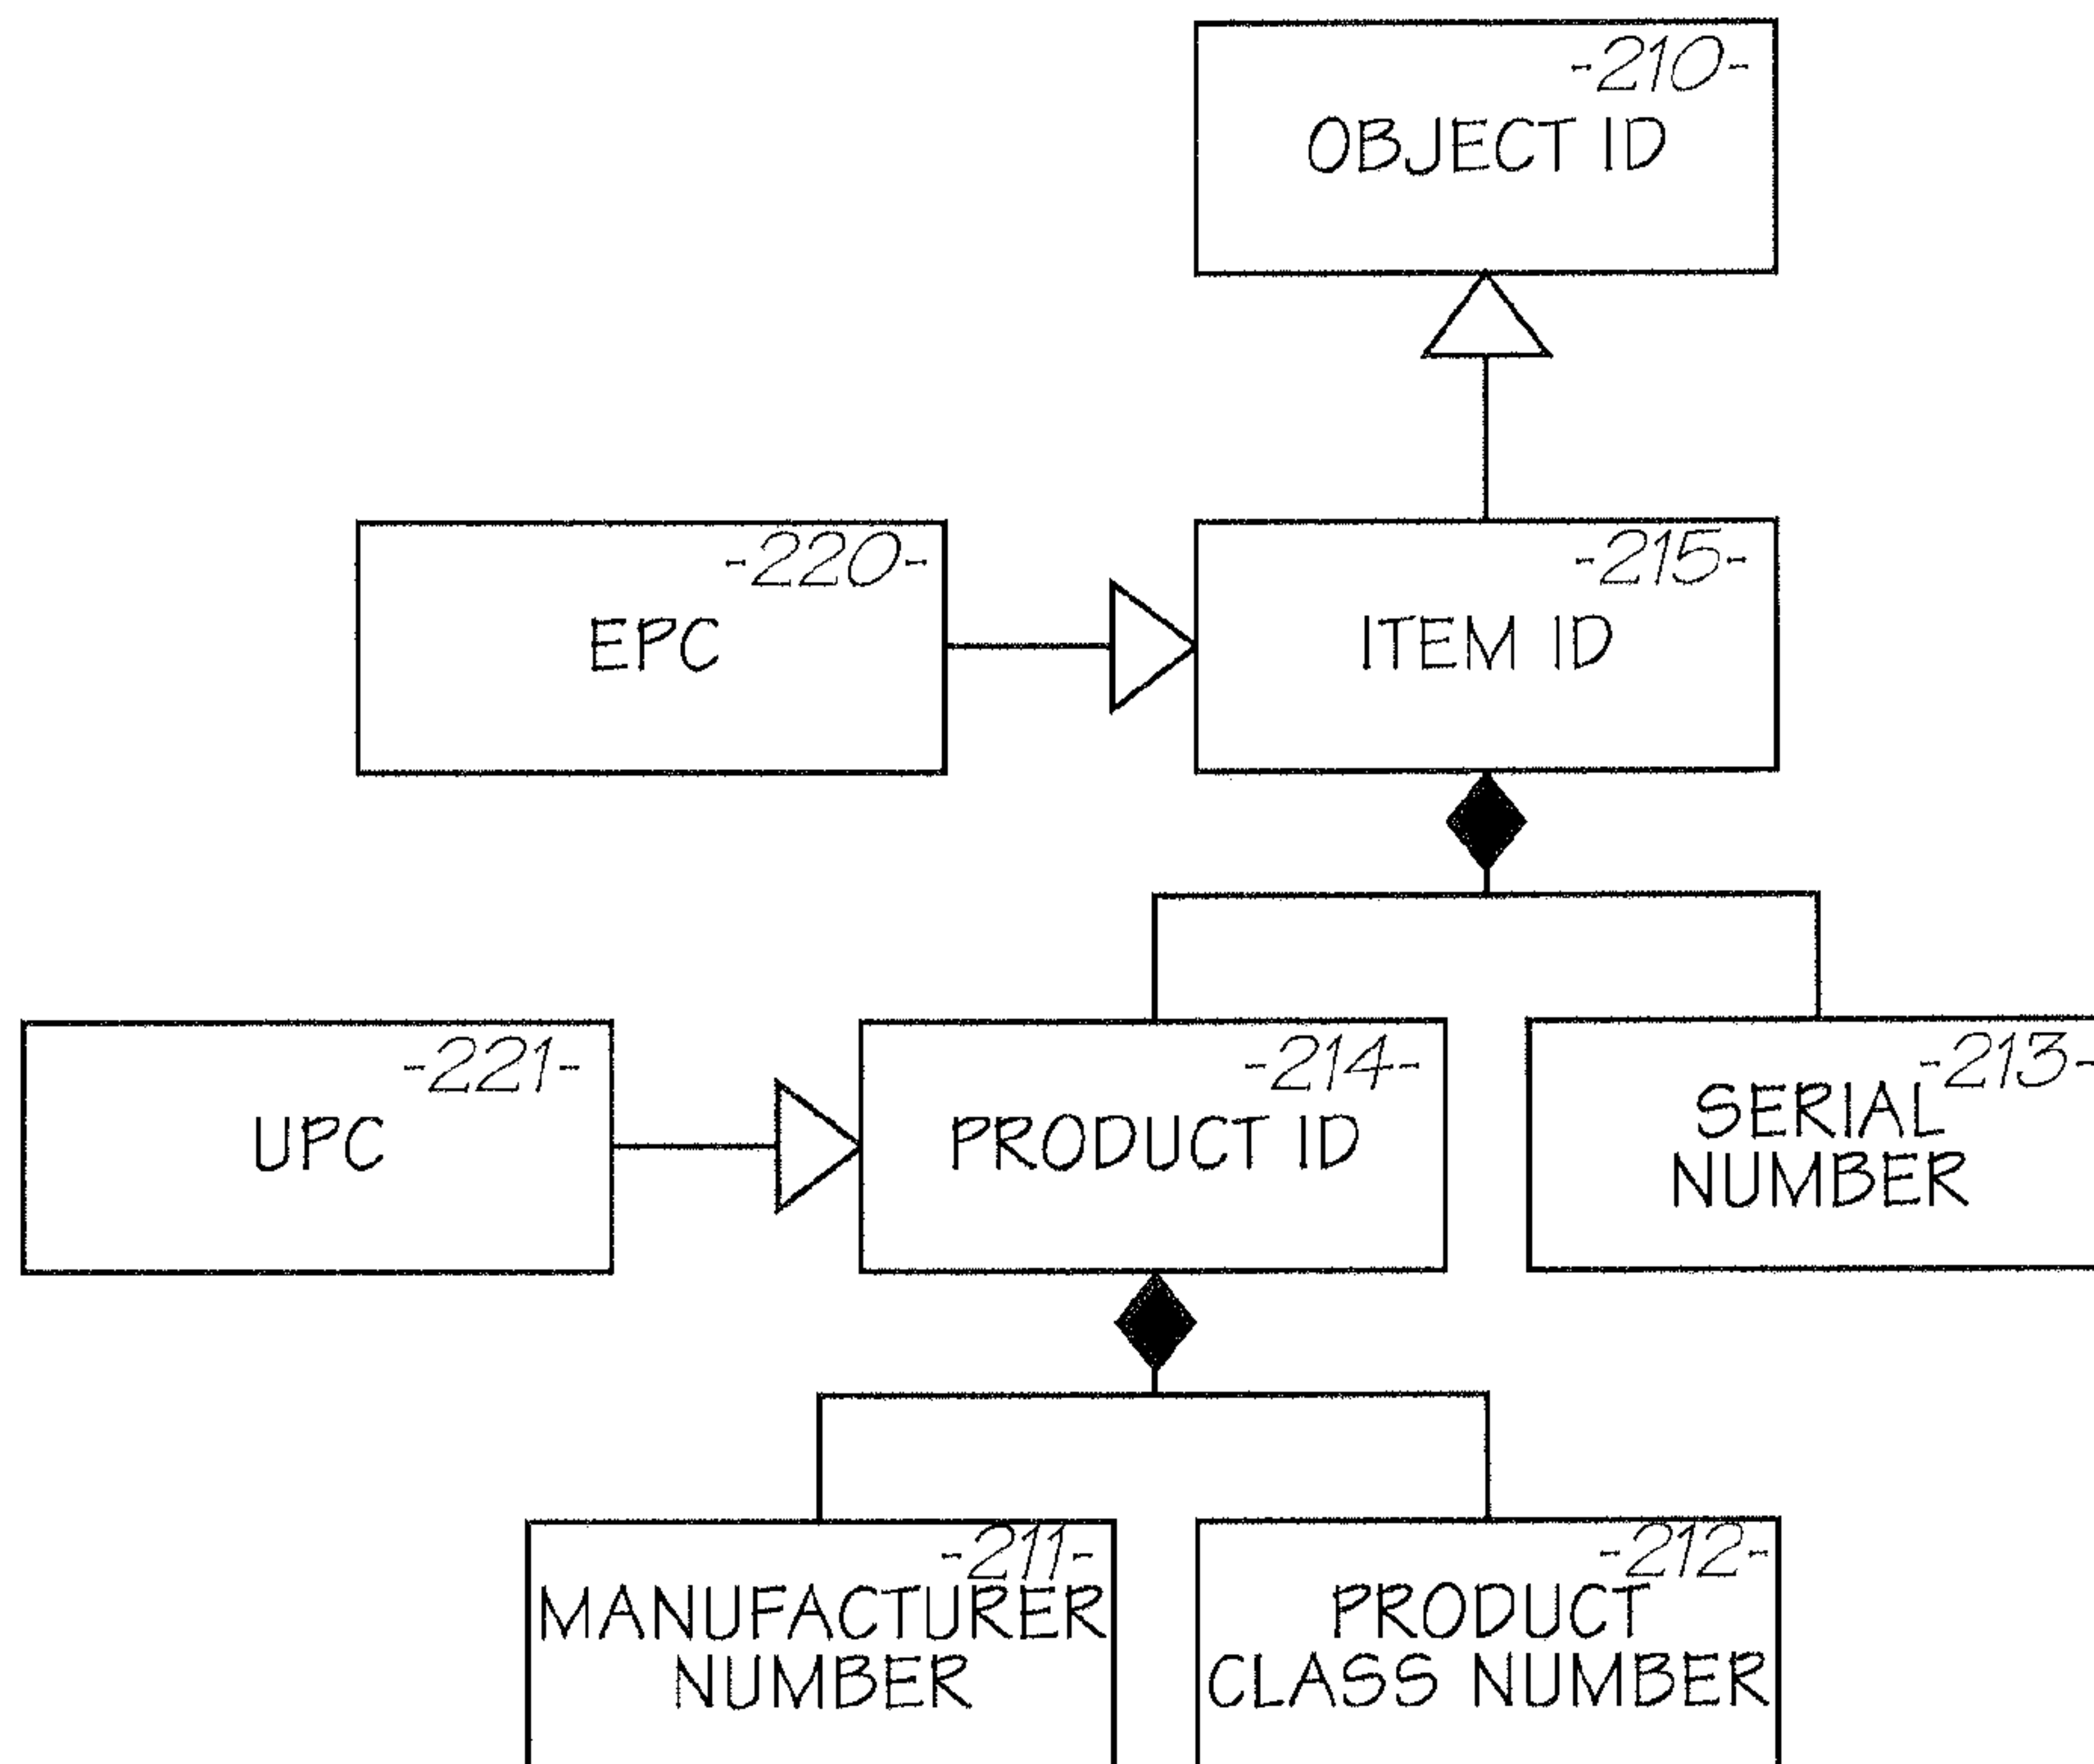 -210-
OBJECT ID
-220-
EPC
-215-
ITEM ID
-221-
UPC
-214-
PRODUCT ID
-213-
SERIAL
NUMBER
-211-
MANUFACTURER
NUMBER
-212-
PRODUCT
CLASS NUMBER